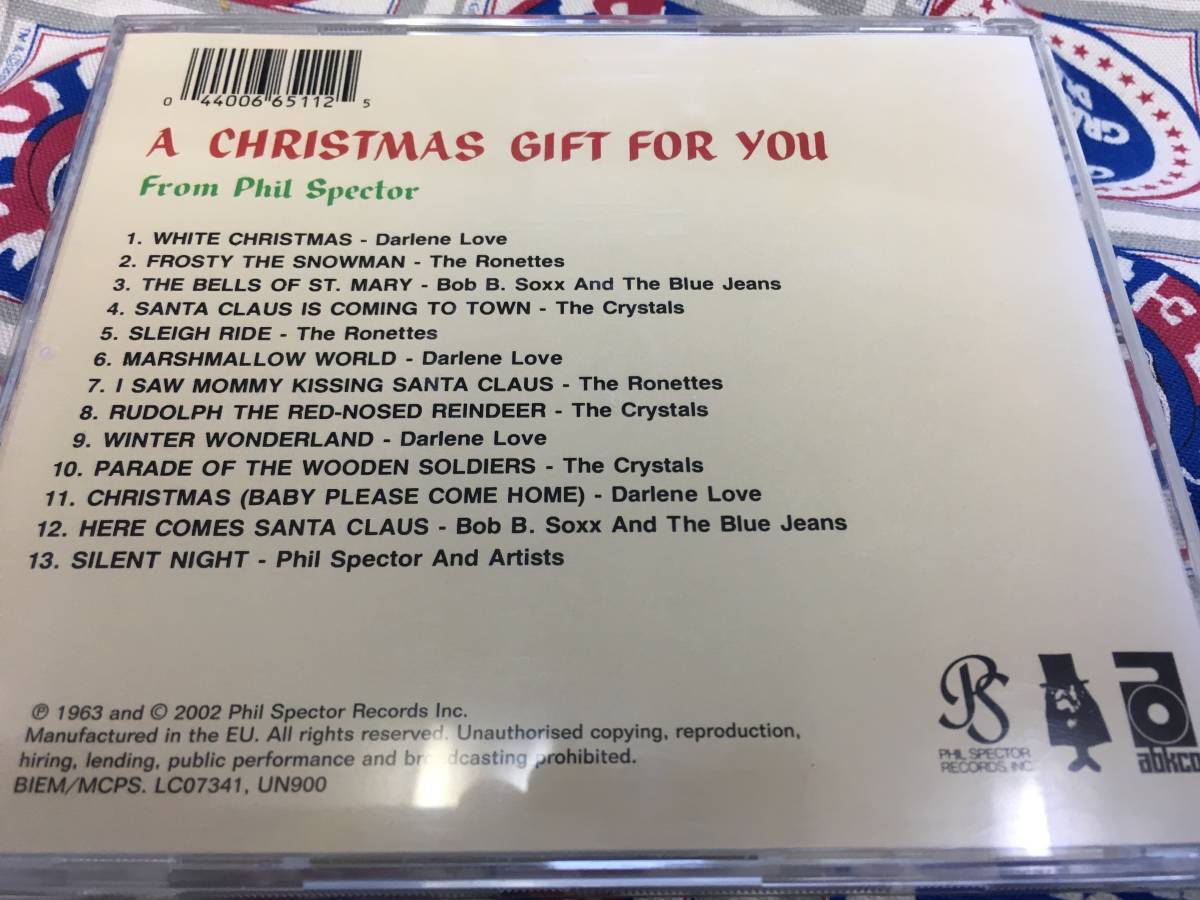 0 44006 65112 5
A CHRISTMAS GIFT FOR YOU
From Phil Spector
1. WHITE CHRISTMAS - Darlene Love
2. FROSTY THE SNOWMAN - The Ronettes
3. THE BELLS OF ST. MARY - Bob B. Soxx And The Blue Jeans
4. SANTA CLAUS IS COMING TO TOWN - The Crystals
5. SLEIGH RIDE - The Ronettes
6. MARSHMALLOW WORLD - Darlene Love
7. I SAW MOMMY KISSING SANTA CLAUS - The Ronettes
8. RUDOLPH THE RED-NOSED REINDEER - The Crystals
9. WINTER WONDERLAND - Darlene Love
10. PARADE OF THE WOODEN SOLDIERS - The Crystals
11. CHRISTMAS (BABY PLEASE COME HOME) - Darlene Love
12. HERE COMES SANTA CLAUS - Bob B. Soxx And The Blue Jeans
13. SILENT NIGHT - Phil Spector And Artists
℗ 1963 and © 2002 Phil Spector Records Inc.
Manufactured in the EU. All rights reserved. Unauthorised copying, reproduction,
hiring, lending, public performance and broadcasting prohibited.
BIEM/MCPS. LC07341, UN900
PS
PHIL SPECTOR
RECORDS, INC.
abkco